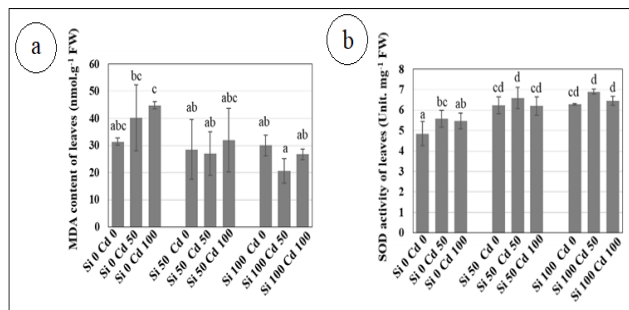 a
MDA content of leaves (nmol.g⁻¹ FW)
60
50
40
30
20
10
0
abc
bc
c
ab
ab
abc
ab
a
ab
Si 0 Cd 0
Si 0 Cd 50
Si 0 Cd 100
Si 50 Cd 0
Si 50 Cd 50
Si 50 Cd 100
Si 100 Cd 0
Si 100 Cd 50
Si 100 Cd 100
b
SOD activity of leaves (Unit. mg⁻¹ FW)
8
7
6
5
4
3
2
1
0
a
bc
ab
cd
d
cd
cd
d
cd
Si 0 Cd 0
Si 0 Cd 50
Si 0 Cd 100
Si 50 Cd 0
Si 50 Cd 50
Si 50 Cd 100
Si 100 Cd 0
Si 100 Cd 50
Si 100 Cd 100